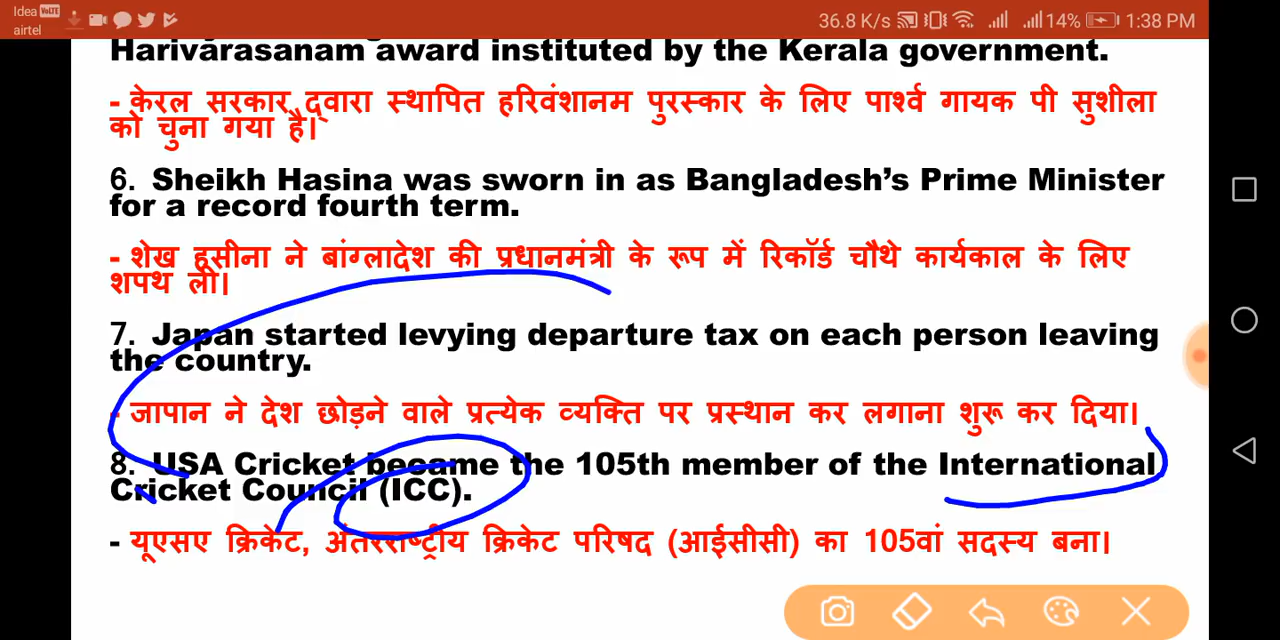 Idea VoLTE
airtel
36.8 K/s
14%
1:38 PM
Harivarasanam award instituted by the Kerala government.
- केरल सरकार द्वारा स्थापित हरिवंशानम पुरस्कार के लिए पार्श्व गायक पी सुशीला
को चुना गया है।
6. Sheikh Hasina was sworn in as Bangladesh's Prime Minister
for a record fourth term.
- शेख हसीना ने बांग्लादेश की प्रधानमंत्री के रूप में रिकॉर्ड चौथे कार्यकाल के लिए
शपथ ली।
7. Japan started levying departure tax on each person leaving
the country.
- जापान ने देश छोड़ने वाले प्रत्येक व्यक्ति पर प्रस्थान कर लगाना शुरू कर दिया।
8. USA Cricket became the 105th member of the International
Cricket Council (ICC).
- यूएसए क्रिकेट, अंतरराष्ट्रीय क्रिकेट परिषद (आईसीसी) का 105वां सदस्य बना।